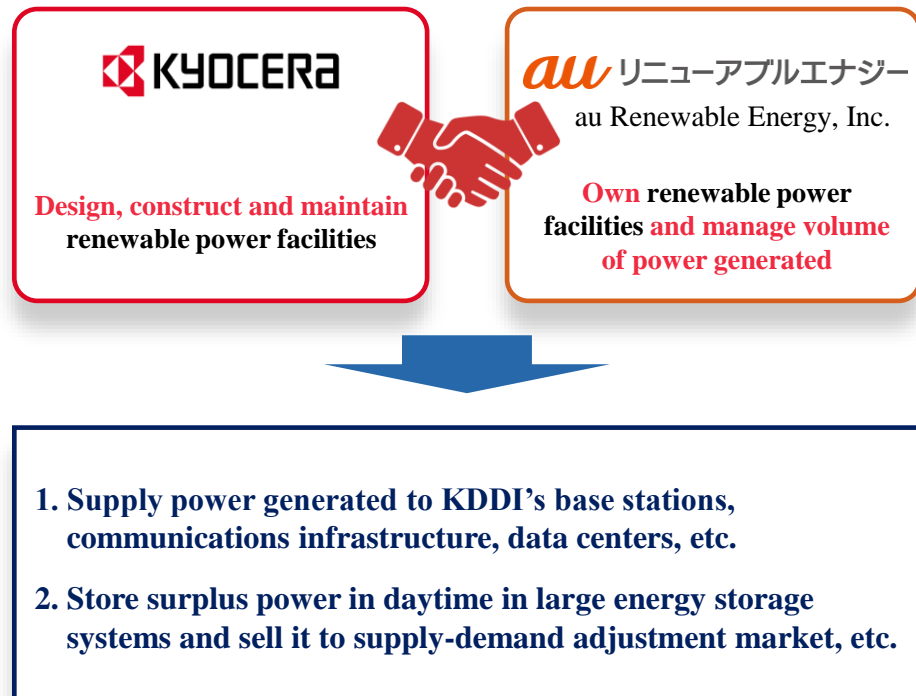 KYOCERA
Design, construct and maintain
renewable power facilities
au リニューアブルエナジー
au Renewable Energy, Inc.
Own renewable power
facilities and manage volume
of power generated
1. Supply power generated to KDDI's base stations,
communications infrastructure, data centers, etc.
2. Store surplus power in daytime in large energy storage
systems and sell it to supply-demand adjustment market, etc.